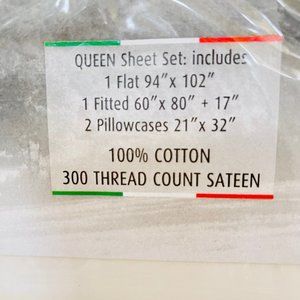 QUEEN Sheet Set: includes
1 Flat 94”x 102”
1 Fitted 60”x 80” + 17”
2 Pillowcases 21”x 32”
100% COTTON
300 THREAD COUNT SATEEN